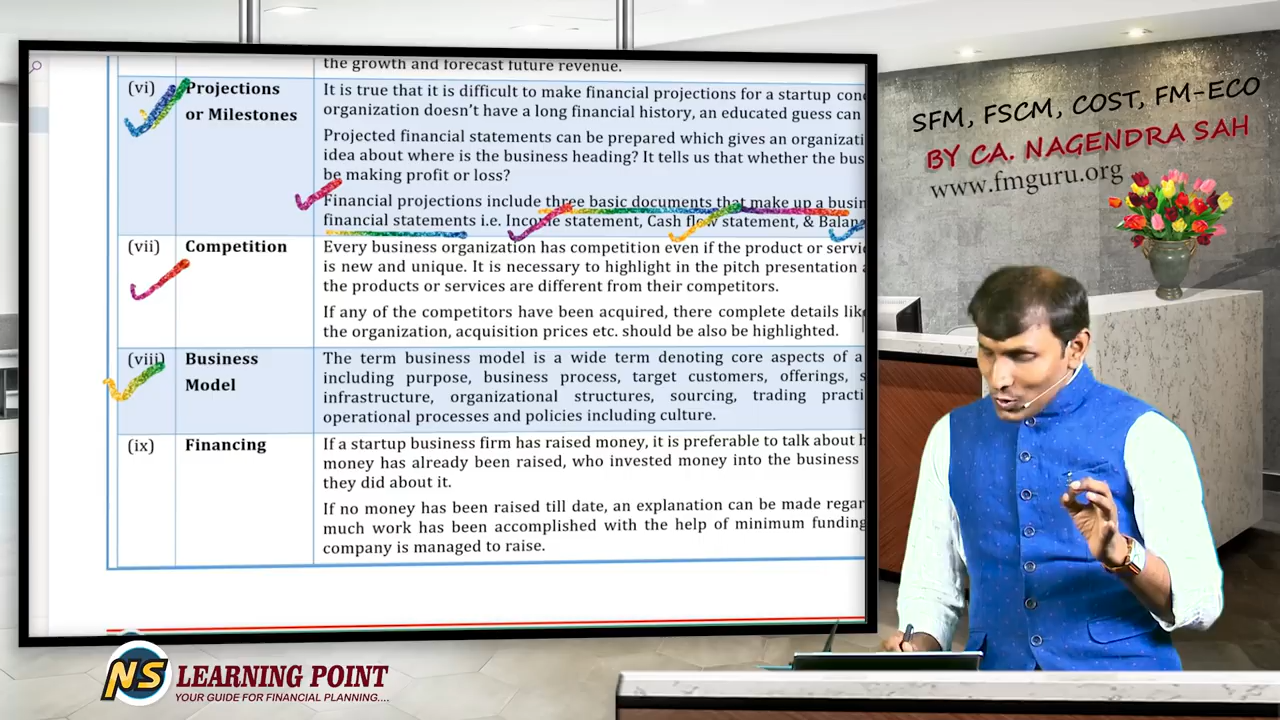 the growth and forecast future revenue.
(vi) Projections or Milestones
It is true that it is difficult to make financial projections for a startup
organization doesn't have a long financial history, an educated guess can
Projected financial statements can be prepared which gives an
idea about where is the business heading? It tells us that whether the
be making profit or loss?
Financial projections include three basic documents that make up a
financial statements i.e. Income statement, Cash flow statement, &
(vii) Competition
Every business organization has competition even if the product or
is new and unique. It is necessary to highlight in the pitch presentation
the products or services are different from their competitors.
If any of the competitors have been acquired, there complete details
the organization, acquisition prices etc. should be also be highlighted.
(viii) Business Model
The term business model is a wide term denoting core aspects of a
including purpose, business process, target customers, offerings,
infrastructure, organizational structures, sourcing, trading
operational processes and policies including culture.
(ix) Financing
If a startup business firm has raised money, it is preferable to talk about
money has already been raised, who invested money into the business
they did about it.
If no money has been raised till date, an explanation can be made
much work has been accomplished with the help of minimum funding
company is managed to raise.
SFM, FSCM, COST, FM-ECO
BY CA. NAGENDRA SAH
www.fmguru.org
NS LEARNING POINT
YOUR GUIDE FOR FINANCIAL PLANNING....